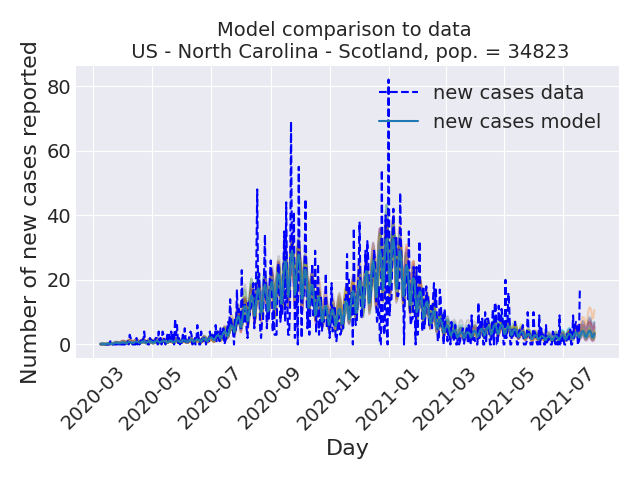 Model comparison to data
US - North Carolina - Scotland, pop. = 34823
Number of new cases reported
80
60
40
20
0
new cases data
new cases model
2020-03
2020-05
2020-07
2020-09
2020-11
2021-01
2021-03
2021-05
2021-07
Day